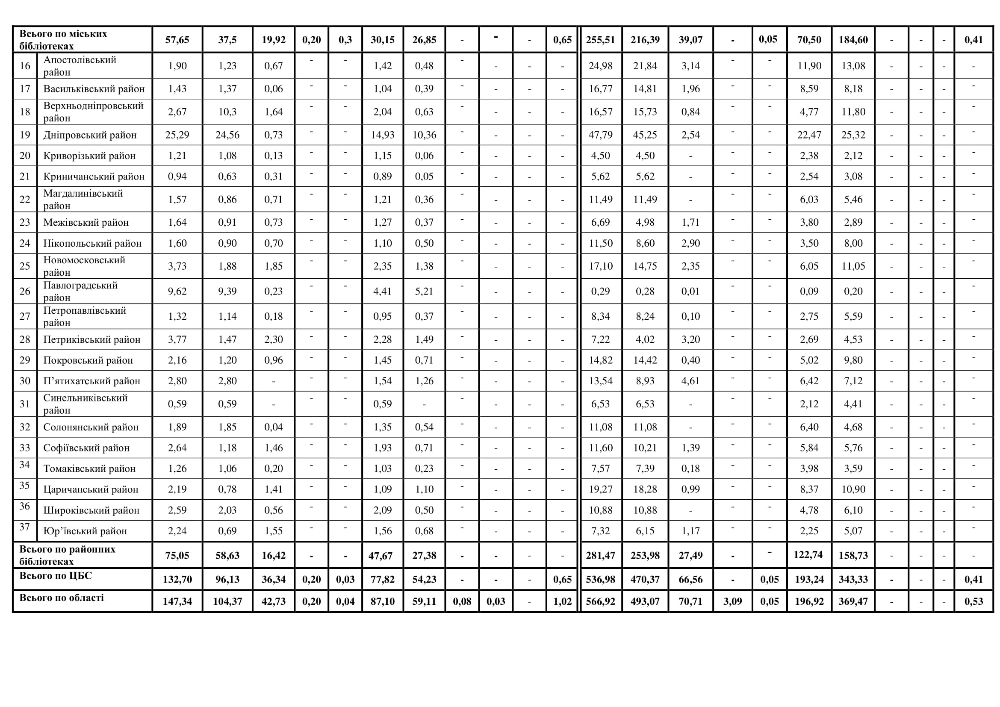 Всього по міських бібліотеках 57,65 37,5 19,92 0,20 0,3 30,15 26,85 - - - 0,65 255,51 216,39 39,07 - 0,05 70,50 184,60 - - - 0,41
16 Апостолівський район 1,90 1,23 0,67 - - 1,42 0,48 - - - - 24,98 21,84 3,14 - - 11,90 13,08 - - - -
17 Васильківський район 1,43 1,37 0,06 - - 1,04 0,39 - - - - 16,77 14,81 1,96 - - 8,59 8,18 - - - -
18 Верхньодніпровський район 2,67 10,3 1,64 - - 2,04 0,63 - - - - 16,57 15,73 0,84 - - 4,77 11,80 - - - -
19 Дніпровський район 25,29 24,56 0,73 - - 14,93 10,36 - - - - 47,79 45,25 2,54 - - 22,47 25,32 - - - -
20 Криворізький район 1,21 1,08 0,13 - - 1,15 0,06 - - - - 4,50 4,50 - - - 2,38 2,12 - - - -
21 Криничанський район 0,94 0,63 0,31 - - 0,89 0,05 - - - - 5,62 5,62 - - - 2,54 3,08 - - - -
22 Магдалинівський район 1,57 0,86 0,71 - - 1,21 0,36 - - - - 11,49 11,49 - - - 6,03 5,46 - - - -
23 Межівський район 1,64 0,91 0,73 - - 1,27 0,37 - - - - 6,69 4,98 1,71 - - 3,80 2,89 - - - -
24 Нікопольський район 1,60 0,90 0,70 - - 1,10 0,50 - - - - 11,50 8,60 2,90 - - 3,50 8,00 - - - -
25 Новомосковський район 3,73 1,88 1,85 - - 2,35 1,38 - - - - 17,10 14,75 2,35 - - 6,05 11,05 - - - -
26 Павлоградський район 9,62 9,39 0,23 - - 4,41 5,21 - - - - 0,29 0,28 0,01 - - 0,09 0,20 - - - -
27 Петропавлівський район 1,32 1,14 0,18 - - 0,95 0,37 - - - - 8,34 8,24 0,10 - - 2,75 5,59 - - - -
28 Петриківський район 3,77 1,47 2,30 - - 2,28 1,49 - - - - 7,22 4,02 3,20 - - 2,69 4,53 - - - -
29 Покровський район 2,16 1,20 0,96 - - 1,45 0,71 - - - - 14,82 14,42 0,40 - - 5,02 9,80 - - - -
30 П’ятихатський район 2,80 2,80 - - - 1,54 1,26 - - - - 13,54 8,93 4,61 - - 6,42 7,12 - - - -
31 Синельниківський район 0,59 0,59 - - - 0,59 - - - - - 6,53 6,53 - - - 2,12 4,41 - - - -
32 Солонянський район 1,89 1,85 0,04 - - 1,35 0,54 - - - - 11,08 11,08 - - - 6,40 4,68 - - - -
33 Софіївський район 2,64 1,18 1,46 - - 1,93 0,71 - - - - 11,60 10,21 1,39 - - 5,84 5,76 - - - -
34 Томаківський район 1,26 1,06 0,20 - - 1,03 0,23 - - - - 7,57 7,39 0,18 - - 3,98 3,59 - - - -
35 Царичанський район 2,19 0,78 1,41 - - 1,09 1,10 - - - - 19,27 18,28 0,99 - - 8,37 10,90 - - - -
36 Широківський район 2,59 2,03 0,56 - - 2,09 0,50 - - - - 10,88 10,88 - - - 4,78 6,10 - - - -
37 Юр’ївський район 2,24 0,69 1,55 - - 1,56 0,68 - - - - 7,32 6,15 1,17 - - 2,25 5,07 - - - -
Всього по районних бібліотеках 75,05 58,63 16,42 - - 47,67 27,38 - - - - 281,47 253,98 27,49 - - 122,74 158,73 - - - -
Всього по ЦБС 132,70 96,13 36,34 0,20 0,03 77,82 54,23 - - - 0,65 536,98 470,37 66,56 - 0,05 193,24 343,33 - - - 0,41
Всього по області 147,34 104,37 42,73 0,20 0,04 87,10 59,11 0,08 0,03 - 1,02 566,92 493,07 70,71 3,09 0,05 196,92 369,47 - - - 0,53